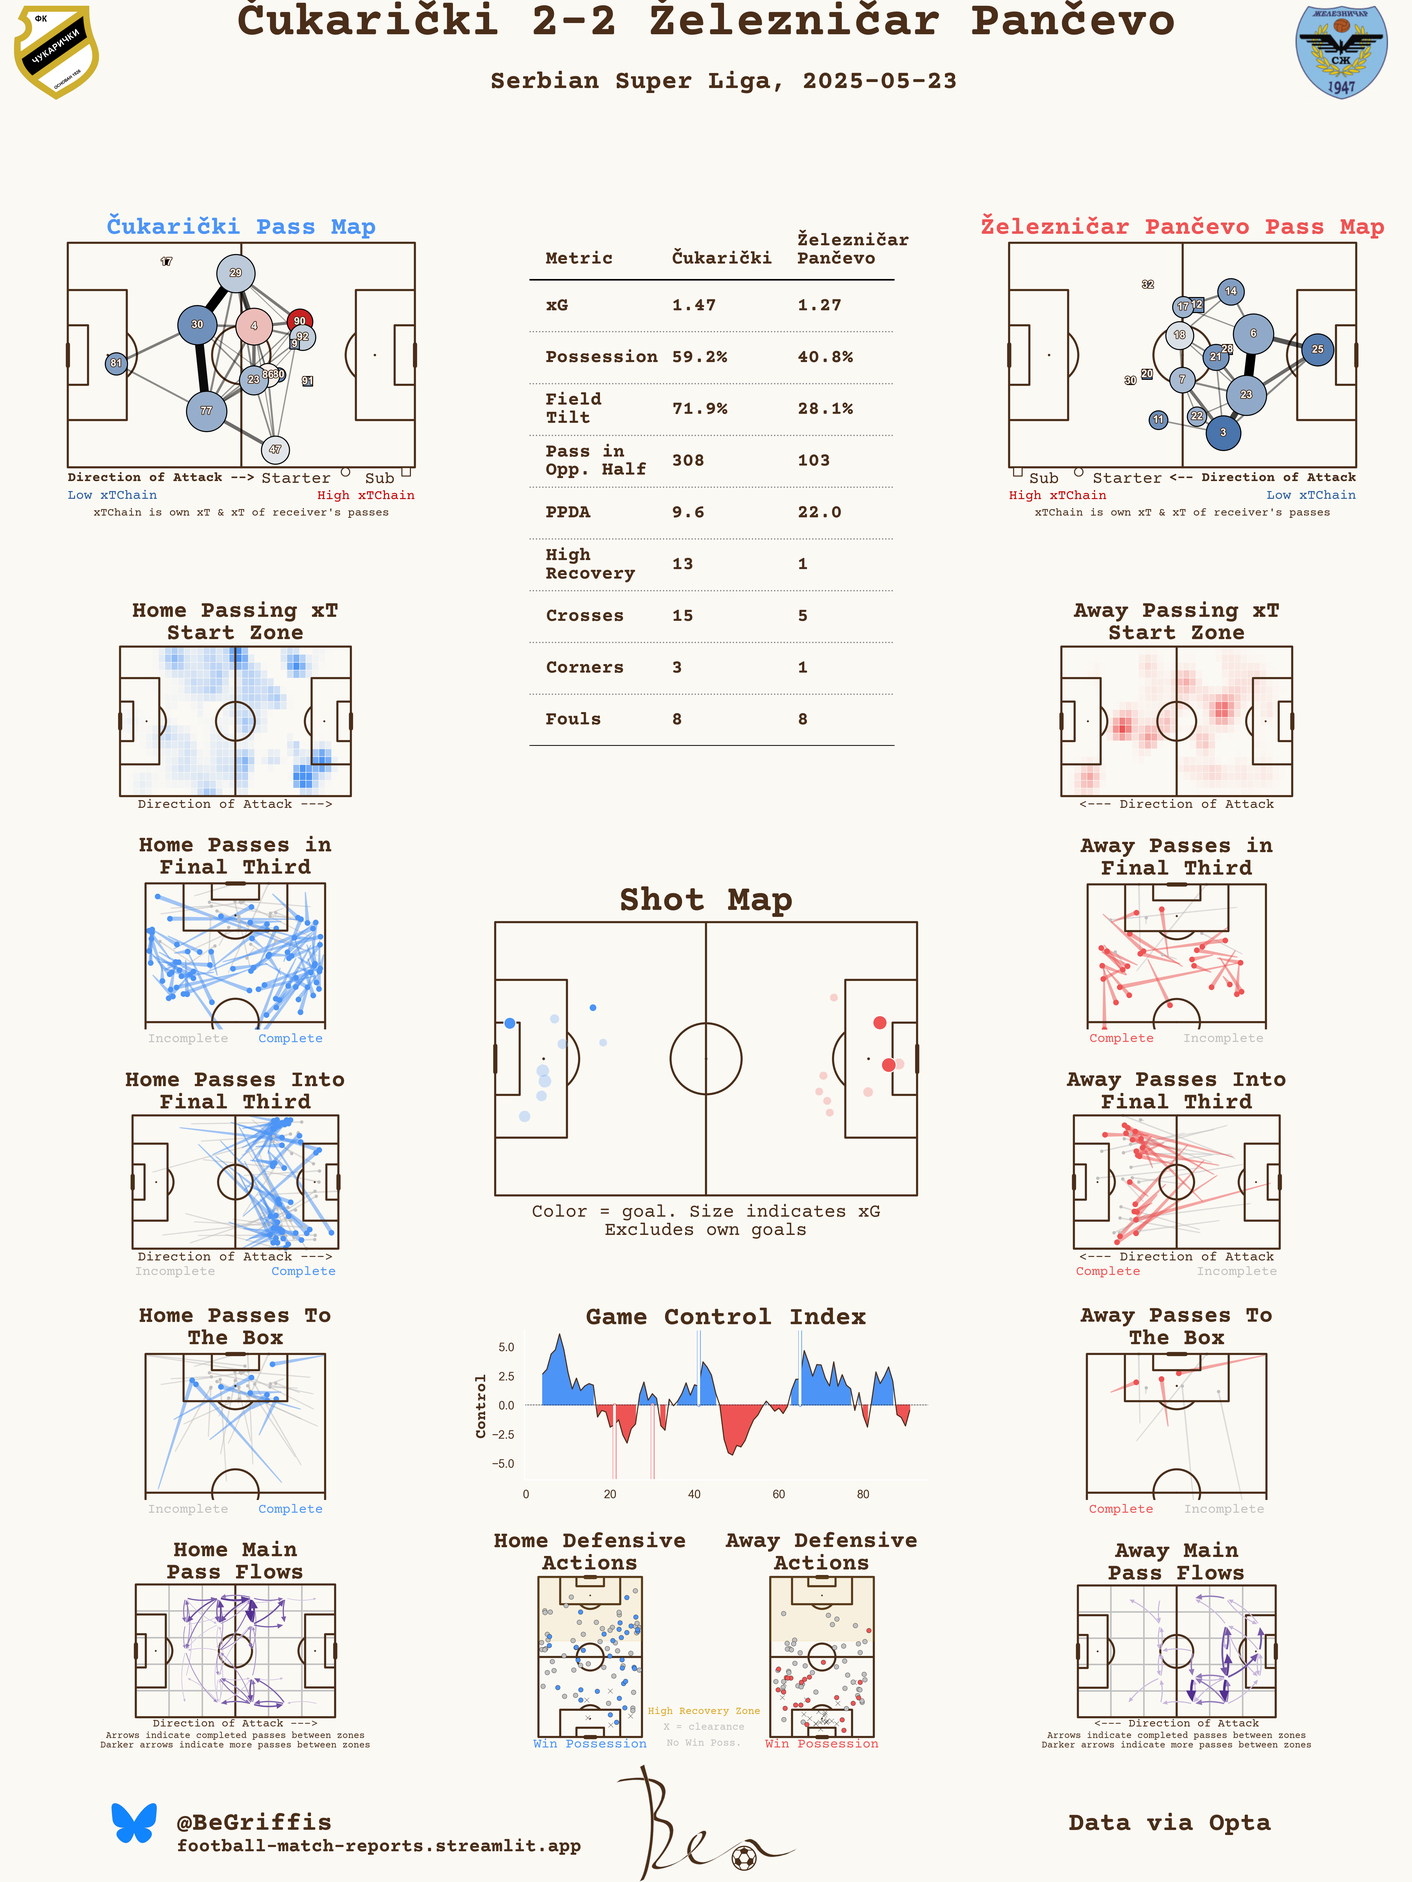 Čukarički 2-2 Železničar Pančevo
Serbian Super Liga, 2025-05-23
ФК
ЧУКАРИЧКИ
ОСНОВАН 1926
ЖЕЛЕЗНИЧАР
СЖ
1947
Čukarički Pass Map
17
29
30
4
90
92
9
81
23
86
80
91
77
47
Direction of Attack --> Starter Sub
Low xTChain High xTChain
xTChain is own xT & xT of receiver's passes
Metric Čukarički Železničar Pančevo
xG 1.47 1.27
Possession 59.2% 40.8%
Field Tilt 71.9% 28.1%
Pass in Opp. Half 308 103
PPDA 9.6 22.0
High Recovery 13 1
Crosses 15 5
Corners 3 1
Fouls 8 8
Železničar Pančevo Pass Map
32
14
17
12
18
6
28
21
25
20
30
7
23
22
11
3
Sub Starter <-- Direction of Attack
High xTChain Low xTChain
xTChain is own xT & xT of receiver's passes
Home Passing xT
Start Zone
Direction of Attack --->
Away Passing xT
Start Zone
<--- Direction of Attack
Home Passes in
Final Third
Incomplete Complete
Away Passes in
Final Third
Complete Incomplete
Shot Map
Color = goal. Size indicates xG
Excludes own goals
Home Passes Into
Final Third
Direction of Attack --->
Incomplete Complete
Away Passes Into
Final Third
<--- Direction of Attack
Complete Incomplete
Game Control Index
Control
5.0
2.5
0.0
−2.5
−5.0
0 20 40 60 80
Home Passes To
The Box
Incomplete Complete
Away Passes To
The Box
Complete Incomplete
Home Main
Pass Flows
Direction of Attack --->
Arrows indicate completed passes between zones
Darker arrows indicate more passes between zones
Home Defensive
Actions
Win Possession
Away Defensive
Actions
Win Possession
High Recovery Zone
X = clearance
No Win Poss.
Away Main
Pass Flows
<--- Direction of Attack
Arrows indicate completed passes between zones
Darker arrows indicate more passes between zones
@BeGriffis
football-match-reports.streamlit.app
Ben
Data via Opta